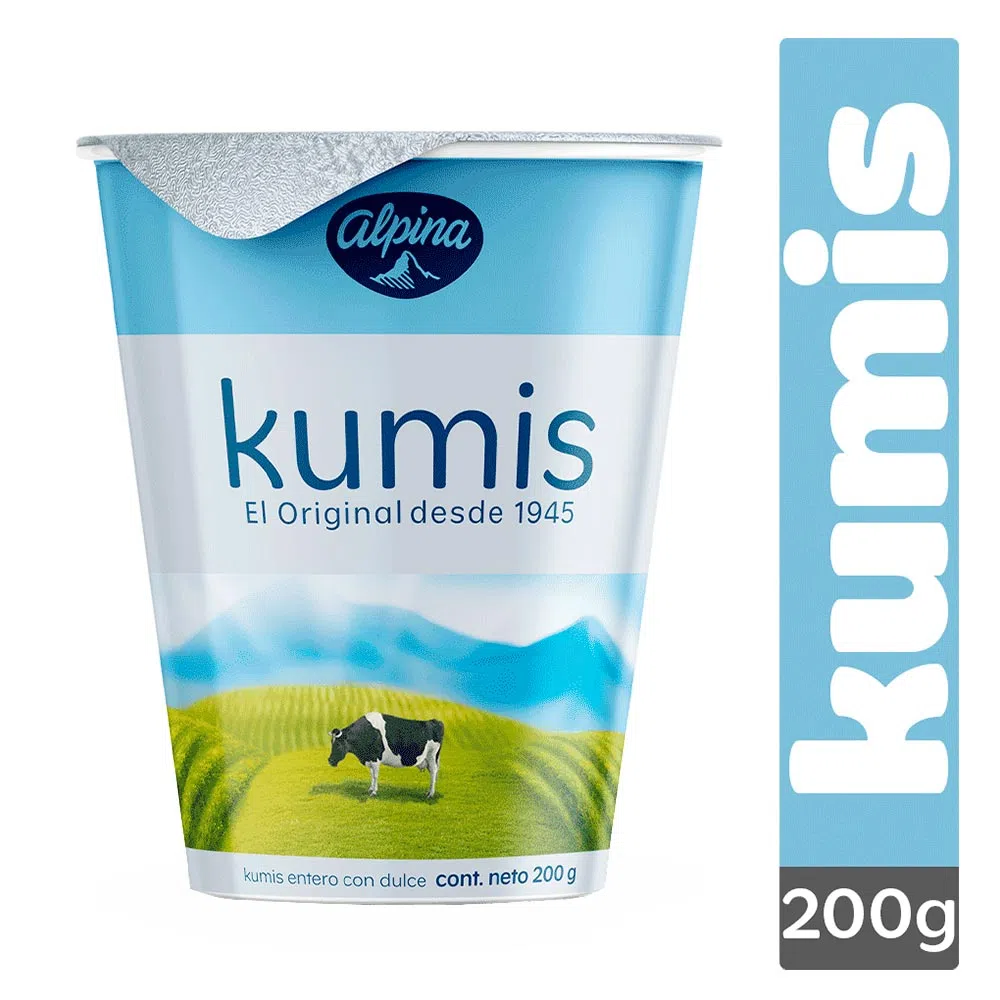 alpina
kumis
El Original desde 1945
kumis entero con dulce cont. neto 200 g
kumis
200g